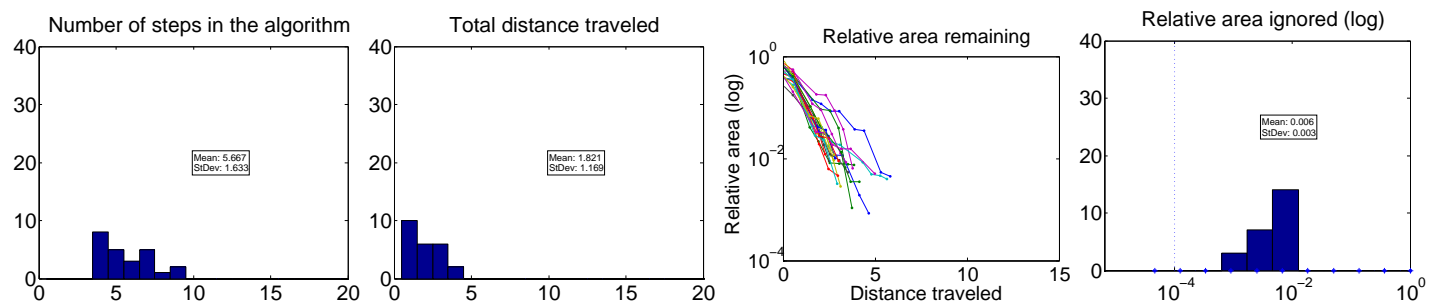 Number of steps in the algorithm
40
30
20
10
0
0 5 10 15 20
Mean: 5.667
StDev: 1.633
Total distance traveled
40
30
20
10
0
0 5 10 15 20
Mean: 1.821
StDev: 1.169
Relative area remaining
Relative area (log)
10^0
10^-2
10^-4
0 5 10 15
Distance traveled
Relative area ignored (log)
40
30
20
10
0
10^-4 10^-2 10^0
Mean: 0.006
StDev: 0.003